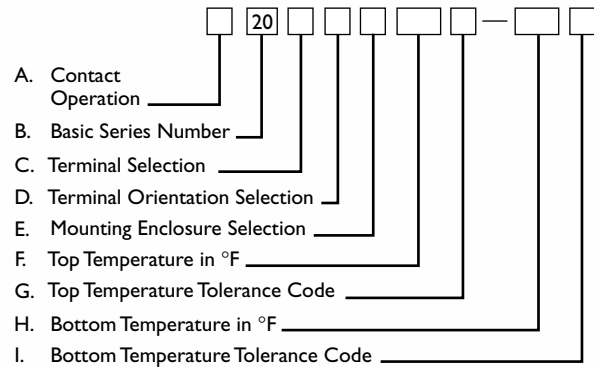 20
A. Contact
Operation
B. Basic Series Number
C. Terminal Selection
D. Terminal Orientation Selection
E. Mounting Enclosure Selection
F. Top Temperature in °F
G. Top Temperature Tolerance Code
H. Bottom Temperature in °F
I. Bottom Temperature Tolerance Code